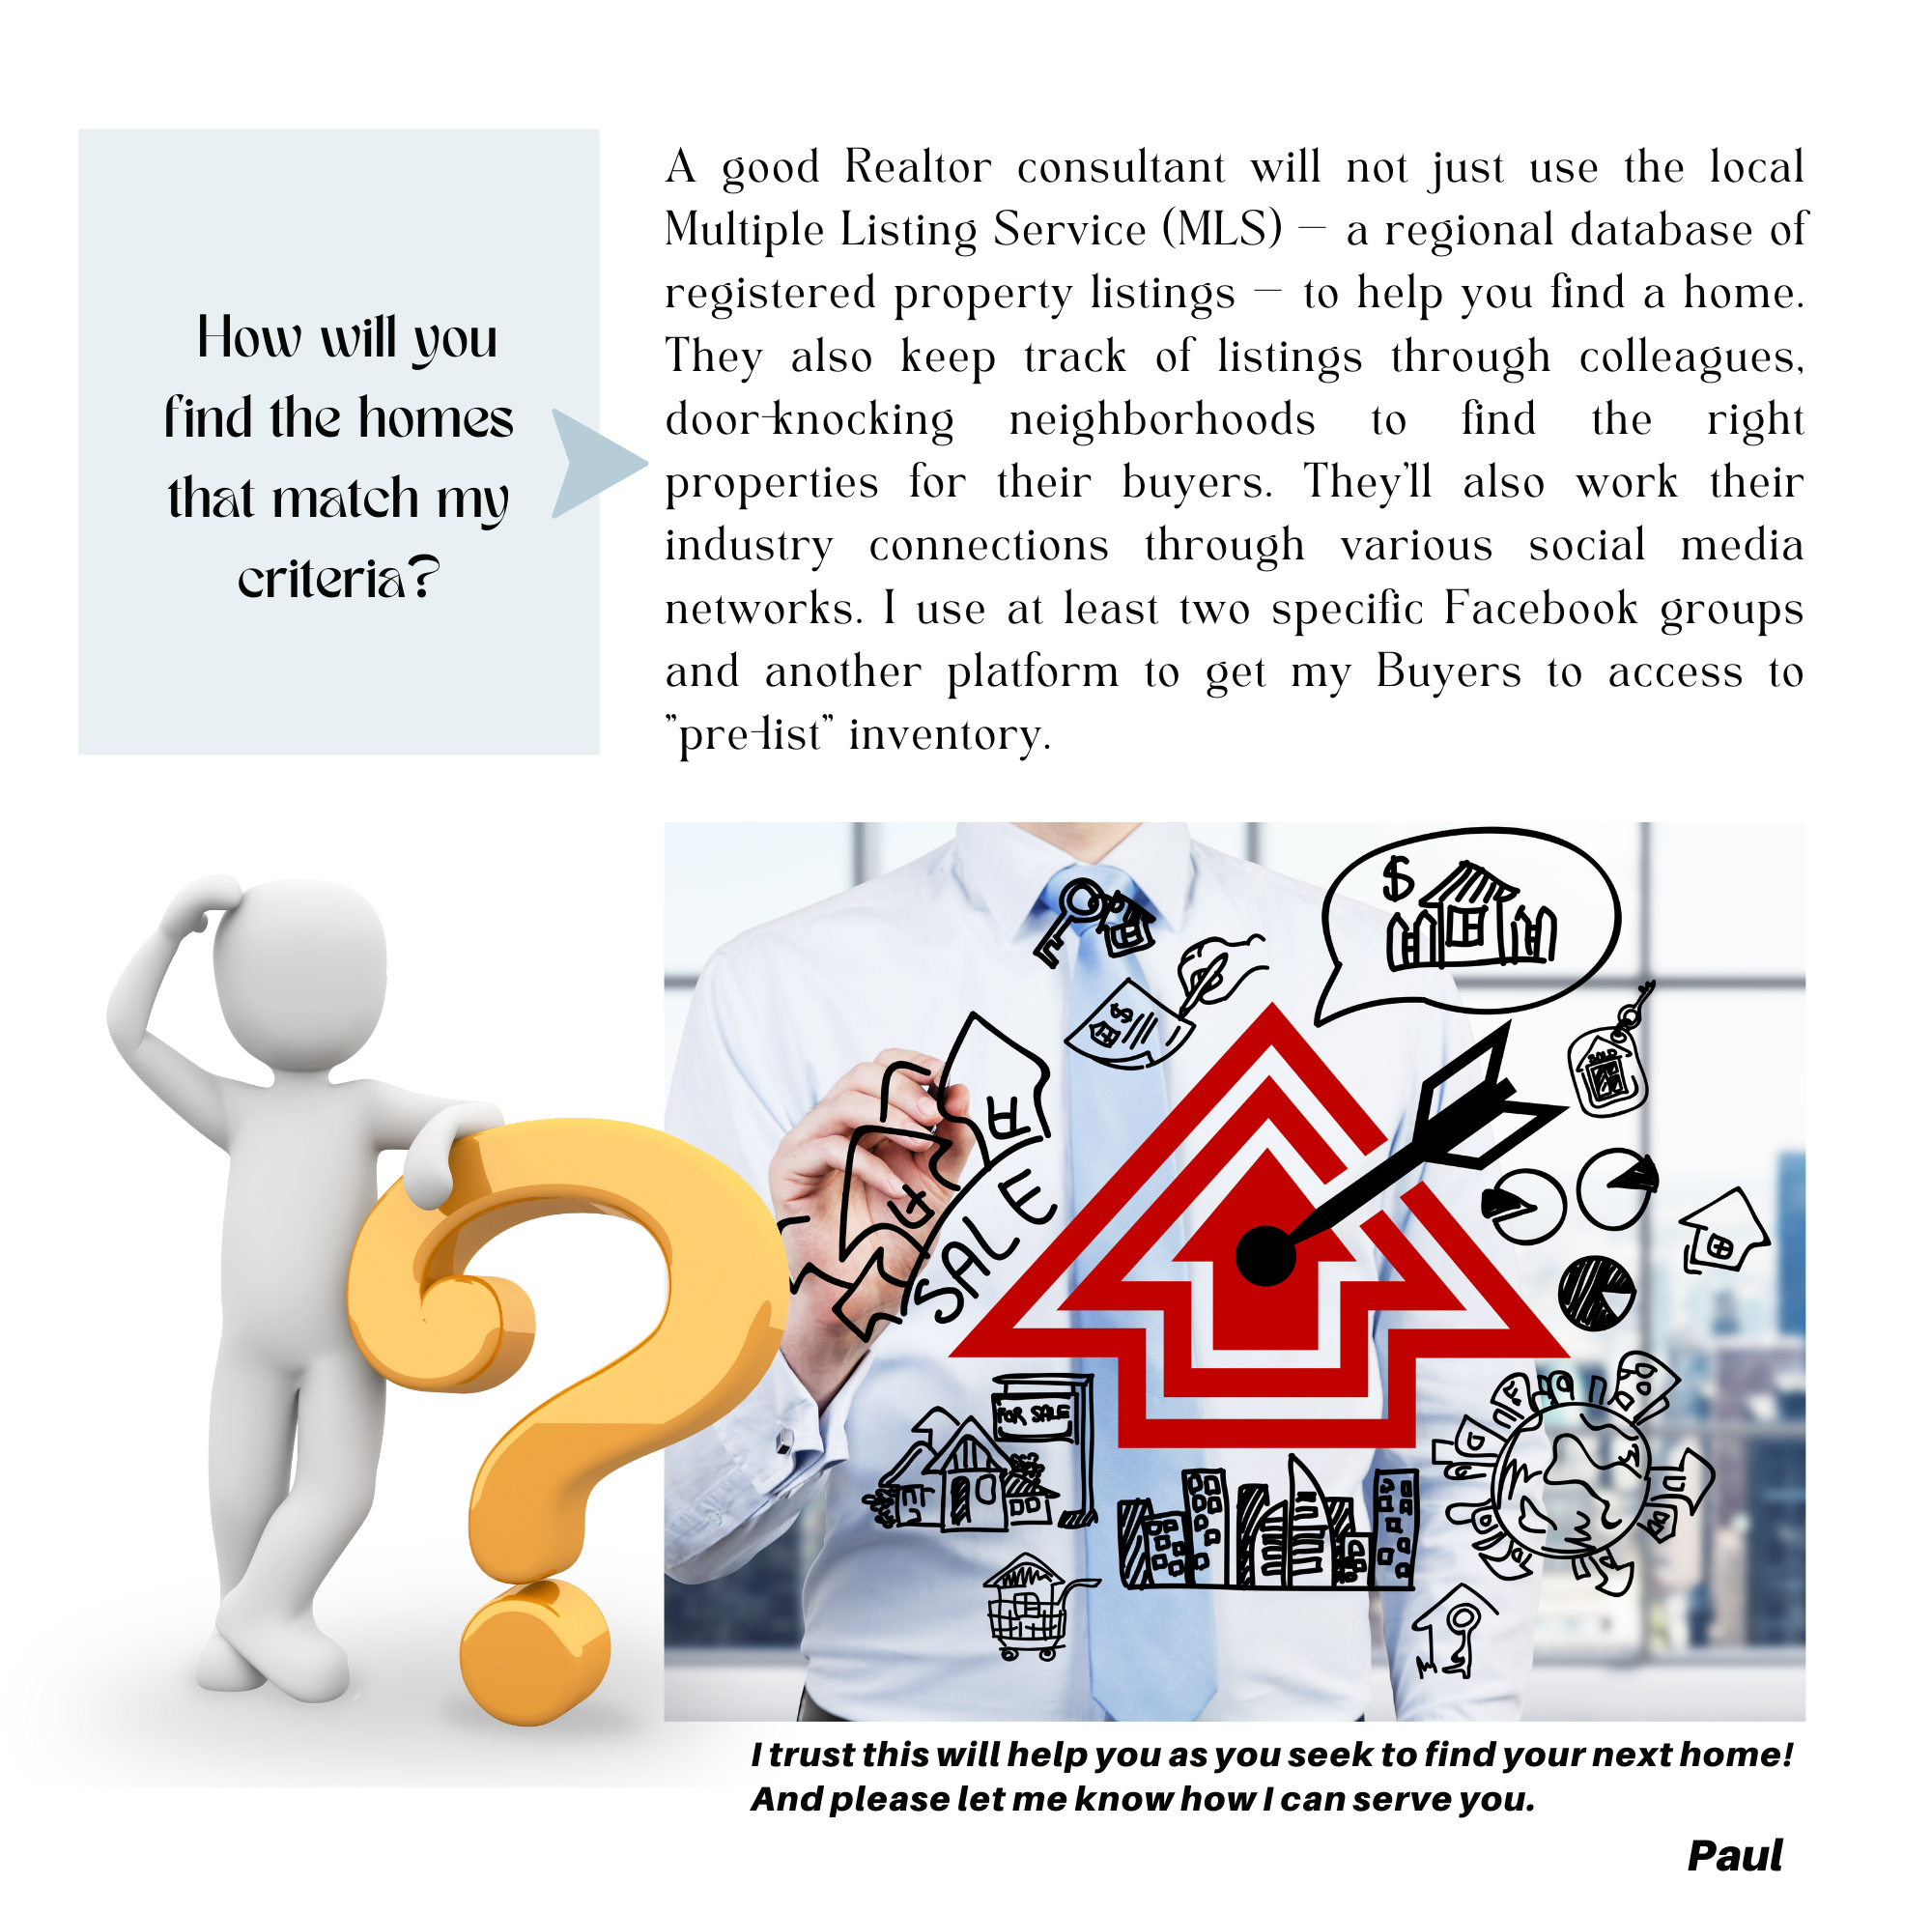 How will you
find the homes
that match my
criteria?
A good Realtor consultant will not just use the local
Multiple Listing Service (MLS) – a regional database of
registered property listings – to help you find a home.
They also keep track of listings through colleagues,
door-knocking neighborhoods to find the right
properties for their buyers. They'll also work their
industry connections through various social media
networks. I use at least two specific Facebook groups
and another platform to get my Buyers to access to
"pre-list" inventory.
$
$
SOLD
SALE
FOR SALE
I trust this will help you as you seek to find your next home!
And please let me know how I can serve you.
Paul